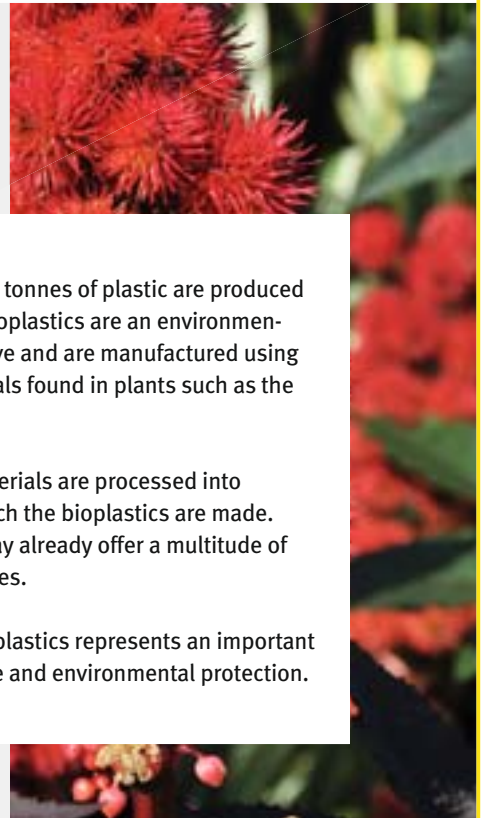 tonnes of plastic are produced
oplastics are an environmen-
ve and are manufactured using
als found in plants such as the
terials are processed into
ch the bioplastics are made.
ay already offer a multitude of
es.
plastics represents an important
e and environmental protection.